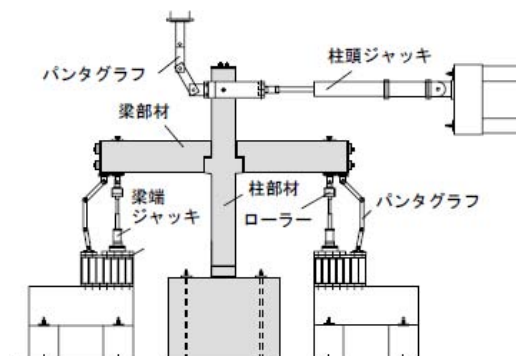 柱頭ジャッキ
パンタグラフ
梁部材
梁端
ジャッキ
柱部材
ローラー
パンタグラフ